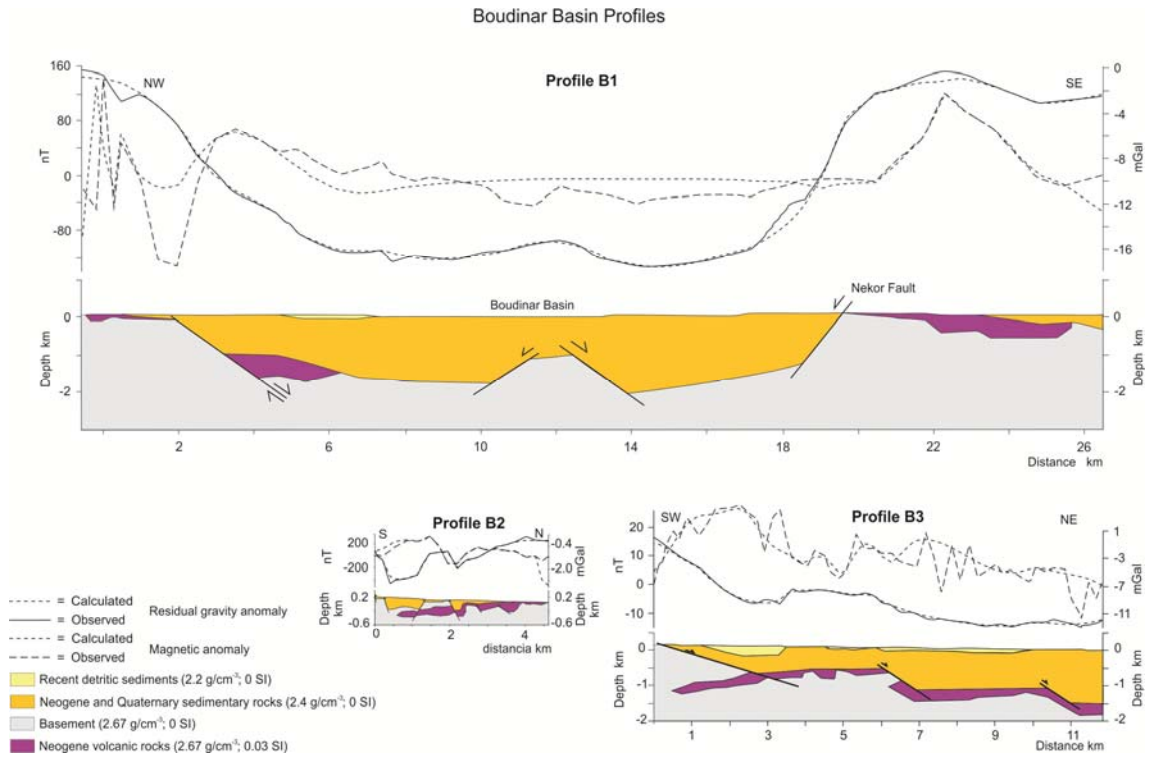 Boudinar Basin Profiles
Profile B1
NW
SE
160
80
0
-80
nT
0
-4
-8
-12
-16
mGal
Boudinar Basin
Nekor Fault
0
-2
Depth km
0
-2
Depth km
2 6 10 14 18 22 26
Distance km
Profile B2
S
N
200
-200
nT
-0.4
-2.0
mGal
0.2
-0.6
Depth km
0.2
-0.6
Depth km
0 2 4
distancia km
Profile B3
SW
NE
20
10
0
-10
nT
1
-3
-7
-11
mGal
0
-1
-2
Depth km
0
-1
-2
Depth km
1 3 5 7 9 11
Distance km
= Calculated
Residual gravity anomaly
= Observed
= Calculated
Magnetic anomaly
= Observed
Recent detritic sediments (2.2 g/cm⁻³; 0 SI)
Neogene and Quaternary sedimentary rocks (2.4 g/cm⁻³; 0 SI)
Basement (2.67 g/cm⁻³; 0 SI)
Neogene volcanic rocks (2.67 g/cm⁻³; 0.03 SI)